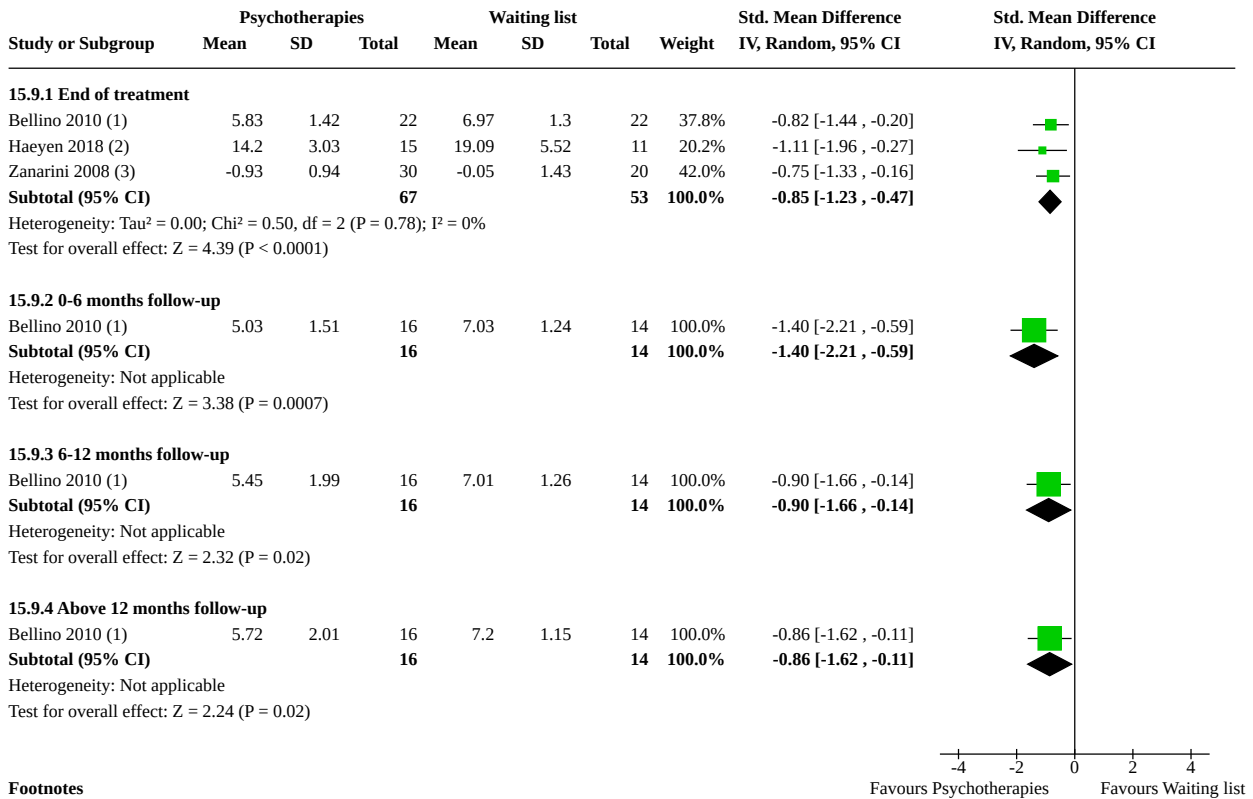 Psychotherapies Waiting list Std. Mean Difference Std. Mean Difference
Study or Subgroup Mean SD Total Mean SD Total Weight IV, Random, 95% CI IV, Random, 95% CI
15.9.1 End of treatment
Bellino 2010 (1) 5.83 1.42 22 6.97 1.3 22 37.8% -0.82 [-1.44 , -0.20]
Haeyen 2018 (2) 14.2 3.03 15 19.09 5.52 11 20.2% -1.11 [-1.96 , -0.27]
Zanarini 2008 (3) -0.93 0.94 30 -0.05 1.43 20 42.0% -0.75 [-1.33 , -0.16]
Subtotal (95% CI) 67 53 100.0% -0.85 [-1.23 , -0.47]
Heterogeneity: Tau² = 0.00; Chi² = 0.50, df = 2 (P = 0.78); I² = 0%
Test for overall effect: Z = 4.39 (P < 0.0001)
15.9.2 0-6 months follow-up
Bellino 2010 (1) 5.03 1.51 16 7.03 1.24 14 100.0% -1.40 [-2.21 , -0.59]
Subtotal (95% CI) 16 14 100.0% -1.40 [-2.21 , -0.59]
Heterogeneity: Not applicable
Test for overall effect: Z = 3.38 (P = 0.0007)
15.9.3 6-12 months follow-up
Bellino 2010 (1) 5.45 1.99 16 7.01 1.26 14 100.0% -0.90 [-1.66 , -0.14]
Subtotal (95% CI) 16 14 100.0% -0.90 [-1.66 , -0.14]
Heterogeneity: Not applicable
Test for overall effect: Z = 2.32 (P = 0.02)
15.9.4 Above 12 months follow-up
Bellino 2010 (1) 5.72 2.01 16 7.2 1.15 14 100.0% -0.86 [-1.62 , -0.11]
Subtotal (95% CI) 16 14 100.0% -0.86 [-1.62 , -0.11]
Heterogeneity: Not applicable
Test for overall effect: Z = 2.24 (P = 0.02)
-4 -2 0 2 4
Footnotes Favours Psychotherapies Favours Waiting list